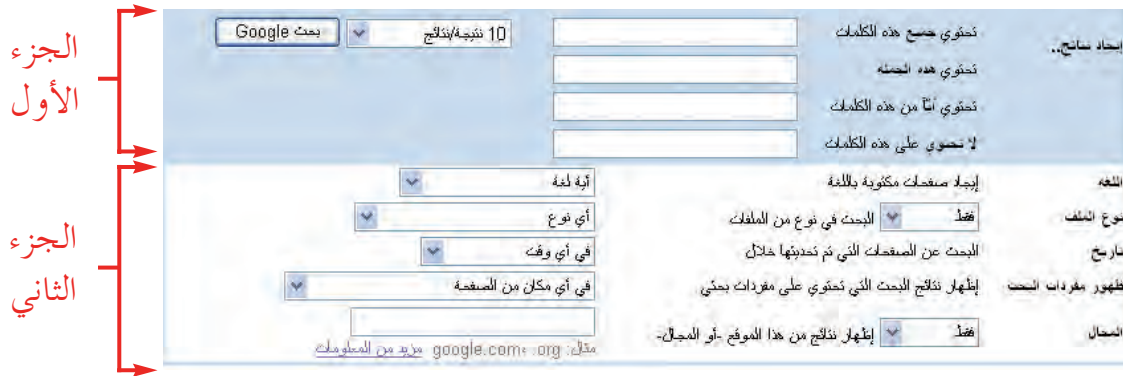 الجزء الأول
إيجاد نتائج..
تحتوي جميع هذه الكلمات
10 نتيجة/نتائج
بحث Google
تحتوي هذه الجملة
تحتوي أيًّا من هذه الكلمات
لا تحتوي على هذه الكلمات
الجزء الثاني
اللغة
إيجاد صفحات مكتوبة باللغة
أية لغة
نوع الملف
فقط
البحث في نوع من الملفات
أي نوع
تاريخ
البحث عن الصفحات التي تم تحديثها خلال
في أي وقت
ظهور مفردات البحث
إظهار نتائج البحث التي تحتوي على مفردات بحثي
في أي مكان من الصفحة
المجال
فقط
إظهار نتائج من هذا الموقع -أو المجال-
مثال: org. ،google.com مزيد من المعلومات